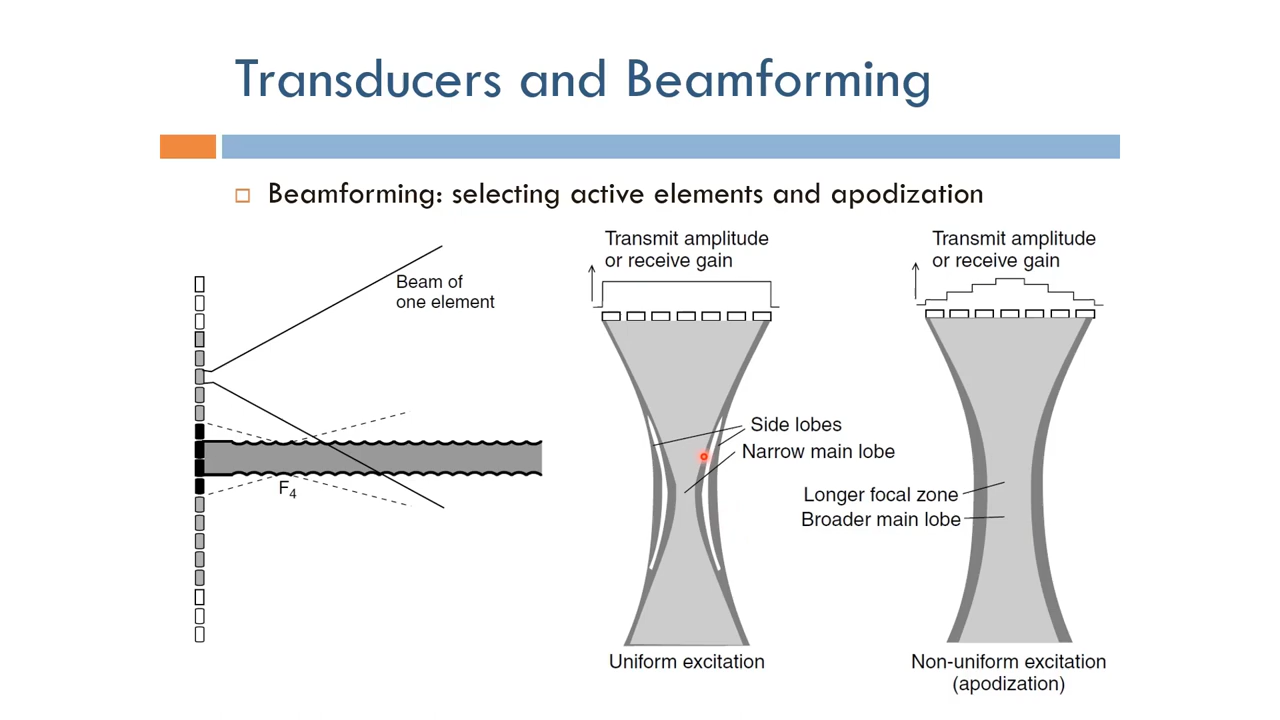 Transducers and Beamforming
Beamforming: selecting active elements and apodization
Beam of
one element
F4
Transmit amplitude
or receive gain
Side lobes
Narrow main lobe
Uniform excitation
Transmit amplitude
or receive gain
Longer focal zone
Broader main lobe
Non-uniform excitation
(apodization)